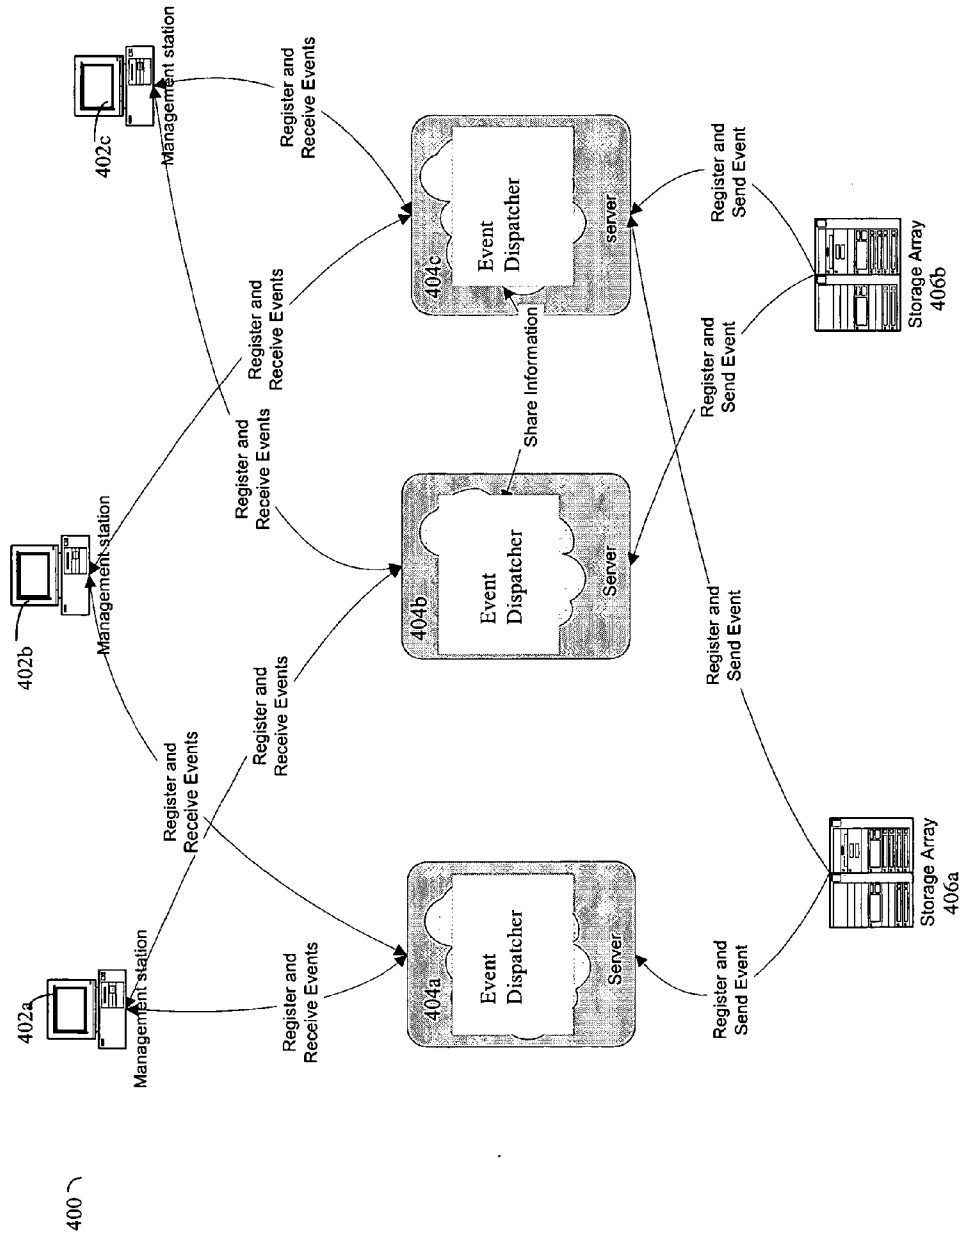 400
402a
Management station
402b
Management station
402c
Management station
Register and
Receive Events
Register and
Receive Events
Register and
Receive Events
Register and
Receive Events
Register and
Receive Events
Register and
Receive Events
404a
Event
Dispatcher
Server
404b
Event
Dispatcher
Server
Share Information
404c
Event
Dispatcher
server
Register and
Send Event
Register and
Send Event
Register and
Send Event
Register and
Send Event
Storage Array
406a
Storage Array
406b